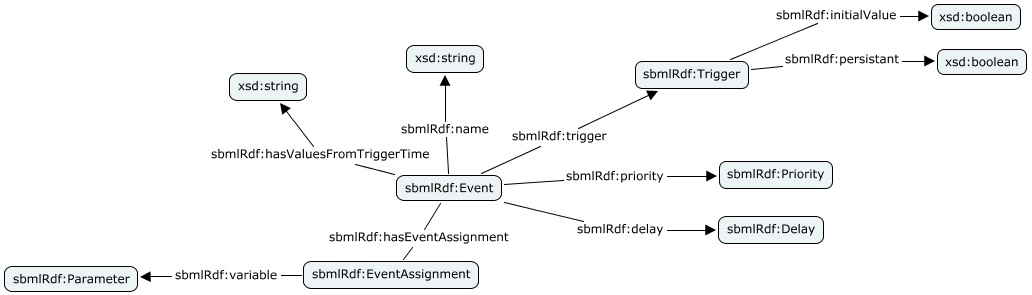 sbmlRdf:initialValue
xsd:boolean
xsd:string
sbmlRdf:persistant
xsd:boolean
sbmlRdf:Trigger
xsd:string
sbmlRdf:name
sbmlRdf:trigger
sbmlRdf:hasValuesFromTriggerTime
sbmlRdf:priority
sbmlRdf:Priority
sbmlRdf:Event
sbmlRdf:delay
sbmlRdf:Delay
sbmlRdf:hasEventAssignment
sbmlRdf:Parameter
sbmlRdf:variable
sbmlRdf:EventAssignment